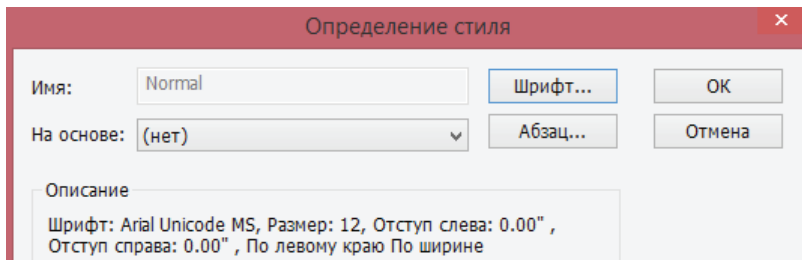 Определение стиля
Имя: Normal Шрифт... OK
На основе: (нет) Абзац... Отмена
Описание
Шрифт: Arial Unicode MS, Размер: 12, Отступ слева: 0.00" ,
Отступ справа: 0.00" , По левому краю По ширине